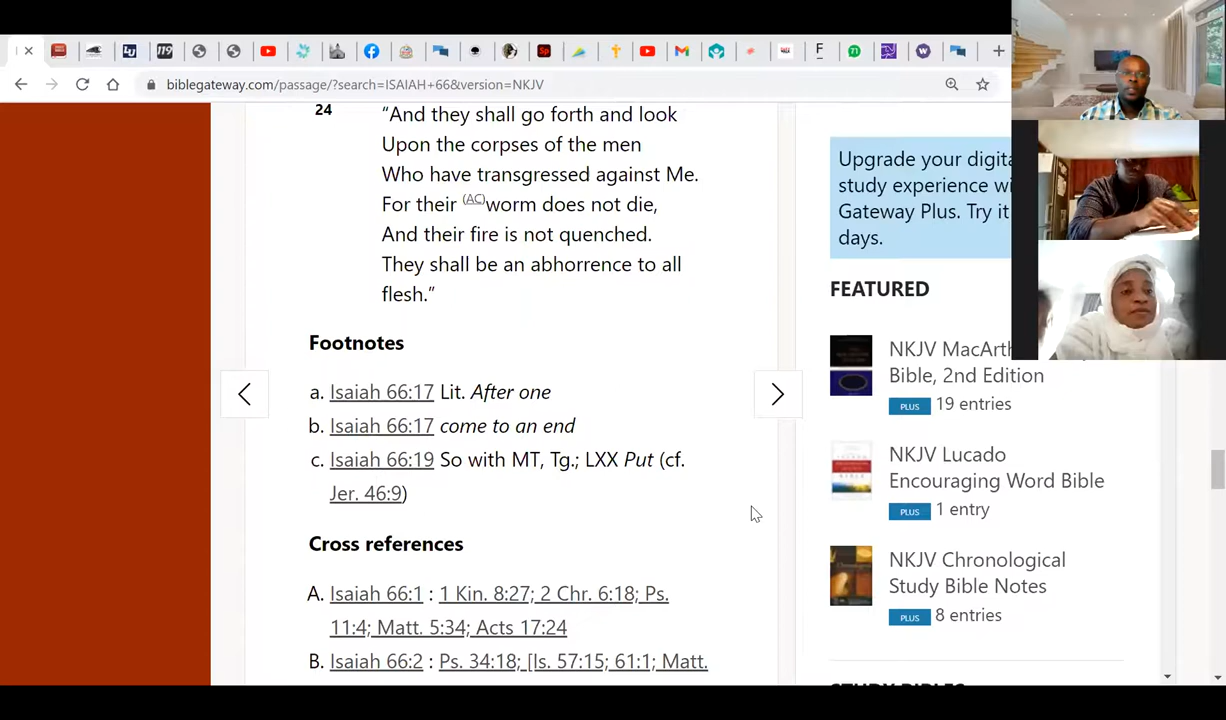 biblegateway.com/passage/?search=ISAIAH+66&version=NKJV
24
“And they shall go forth and look
Upon the corpses of the men
Who have transgressed against Me.
For their (AC)worm does not die,
And their fire is not quenched.
They shall be an abhorrence to all
flesh.”
Footnotes
a. Isaiah 66:17 Lit. After one
b. Isaiah 66:17 come to an end
c. Isaiah 66:19 So with MT, Tg.; LXX Put (cf.
Jer. 46:9)
Cross references
A. Isaiah 66:1 : 1 Kin. 8:27; 2 Chr. 6:18; Ps.
11:4; Matt. 5:34; Acts 17:24
B. Isaiah 66:2 : Ps. 34:18; [Is. 57:15; 61:1; Matt.
Upgrade your digita
study experience wi
Gateway Plus. Try it
days.
FEATURED
NKJV MacArth
Bible, 2nd Edition
PLUS 19 entries
NKJV Lucado
Encouraging Word Bible
PLUS 1 entry
NKJV Chronological
Study Bible Notes
PLUS 8 entries